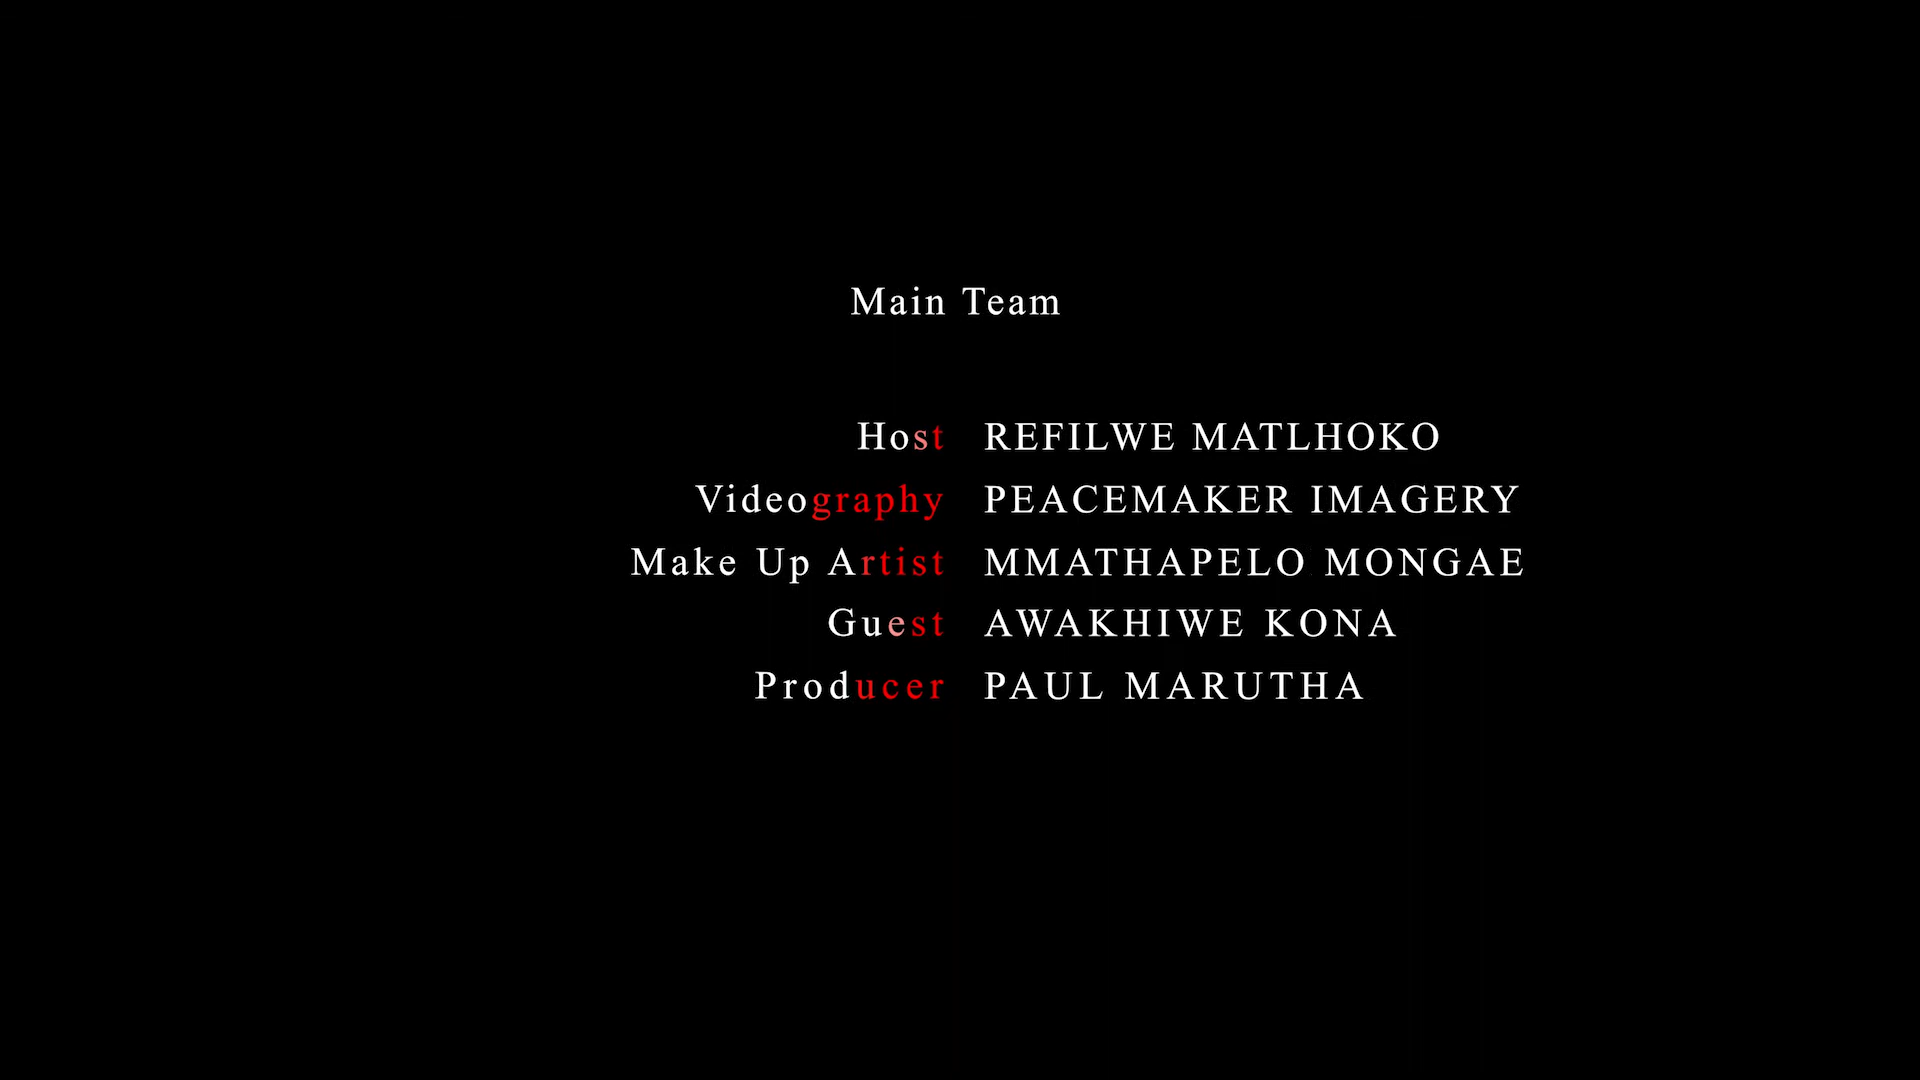 Main Team
Host REFILWE MATLHOKO
Videography PEACEMAKER IMAGERY
Make Up Artist MMATHAPELO MONGAE
Guest AWAKHIWE KONA
Producer PAUL MARUTHA